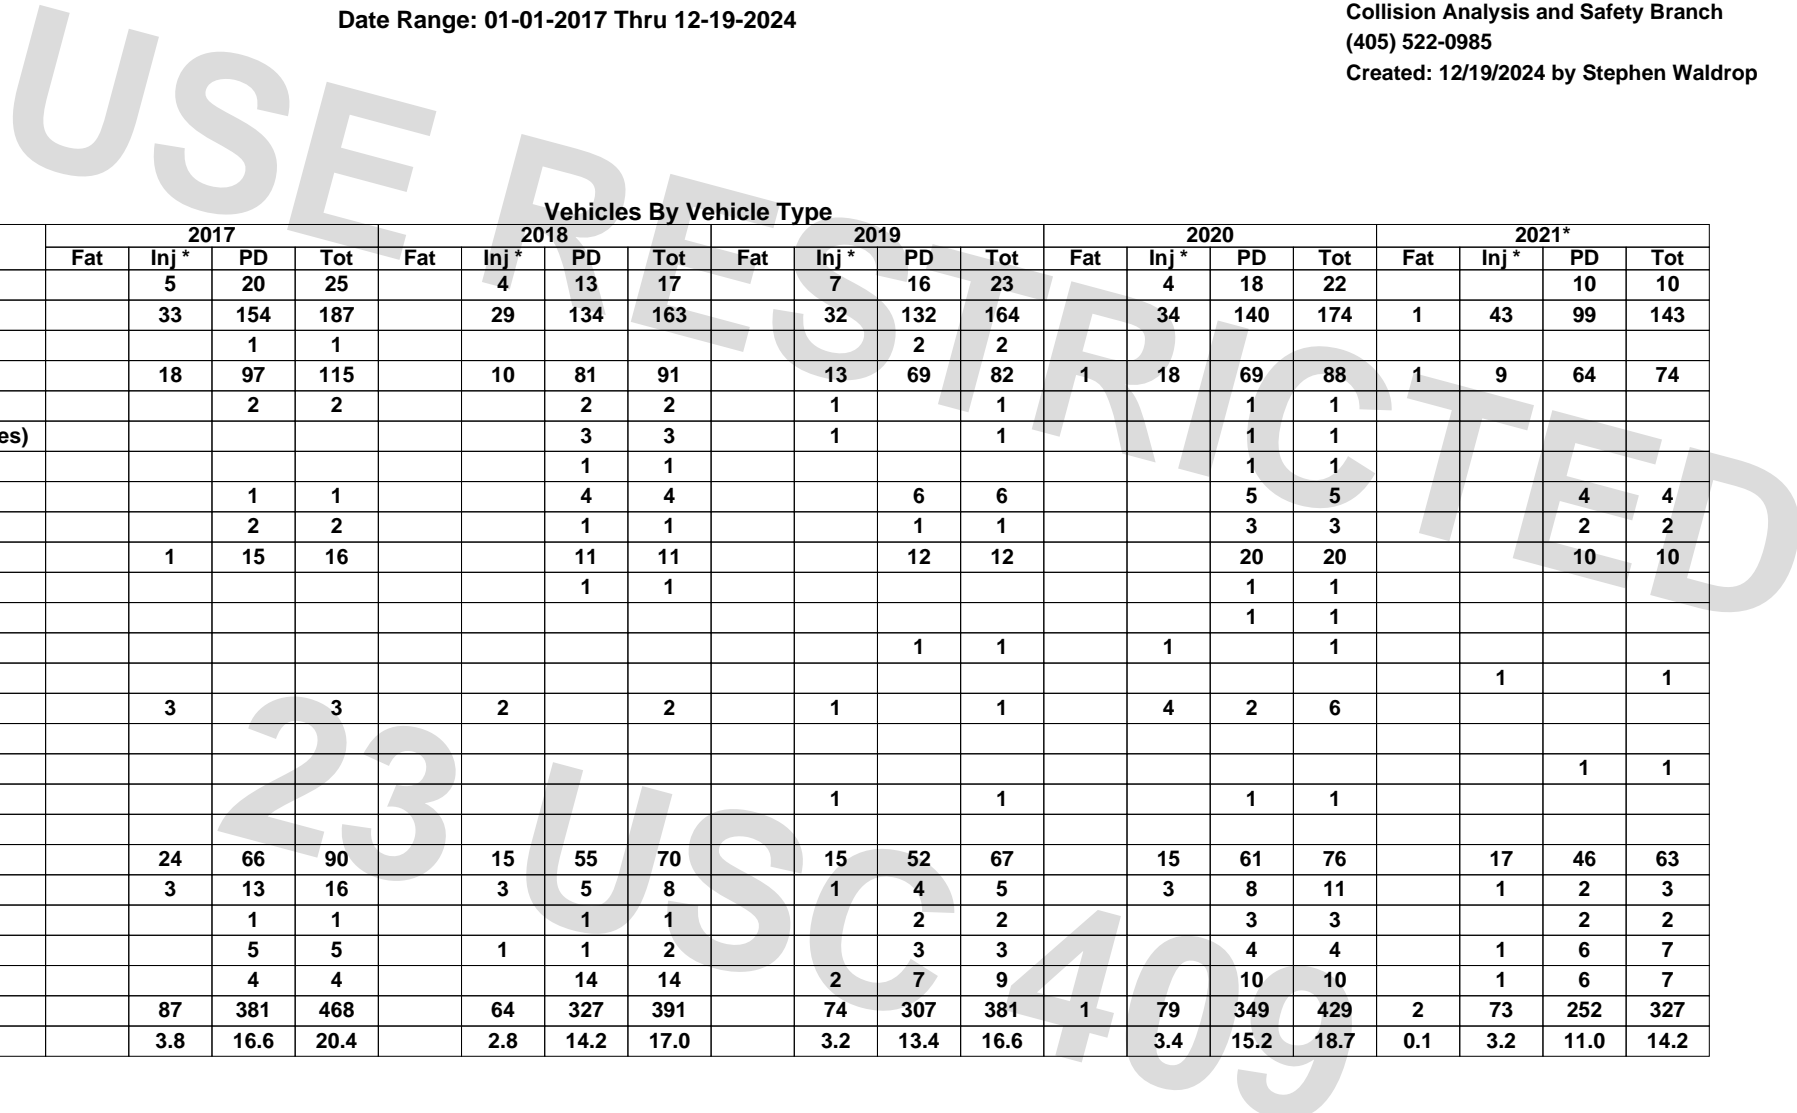 Date Range: 01-01-2017 Thru 12-19-2024
Collision Analysis and Safety Branch
(405) 522-0985
Created: 12/19/2024 by Stephen Waldrop
USE RESTRICTED
Vehicles By Vehicle Type
2017 2018 2019 2020 2021*
Fat Inj * PD Tot Fat Inj * PD Tot Fat Inj * PD Tot Fat Inj * PD Tot Fat Inj * PD Tot
5 20 25 4 13 17 7 16 23 4 18 22 10 10
33 154 187 29 134 163 32 132 164 34 140 174 1 43 99 143
1 1 2 2
18 97 115 10 81 91 13 69 82 1 18 69 88 1 9 64 74
2 2 2 2 1 1 1 1
es) 3 3 1 1 1 1
1 1 1 1
1 1 4 4 6 6 5 5 4 4
2 2 1 1 1 1 3 3 2 2
1 15 16 11 11 12 12 20 20 10 10
1 1 1 1
1 1
1 1 1 1
1 1
3 3 2 2 1 1 4 2 6
1 1
1 1 1 1
24 66 90 15 55 70 15 52 67 15 61 76 17 46 63
3 13 16 3 5 8 1 4 5 3 8 11 1 2 3
1 1 1 1 2 2 3 3 2 2
5 5 1 1 2 3 3 4 4 1 6 7
4 4 14 14 2 7 9 10 10 1 6 7
87 381 468 64 327 391 74 307 381 1 79 349 429 2 73 252 327
3.8 16.6 20.4 2.8 14.2 17.0 3.2 13.4 16.6 3.4 15.2 18.7 0.1 3.2 11.0 14.2
23 USC 409